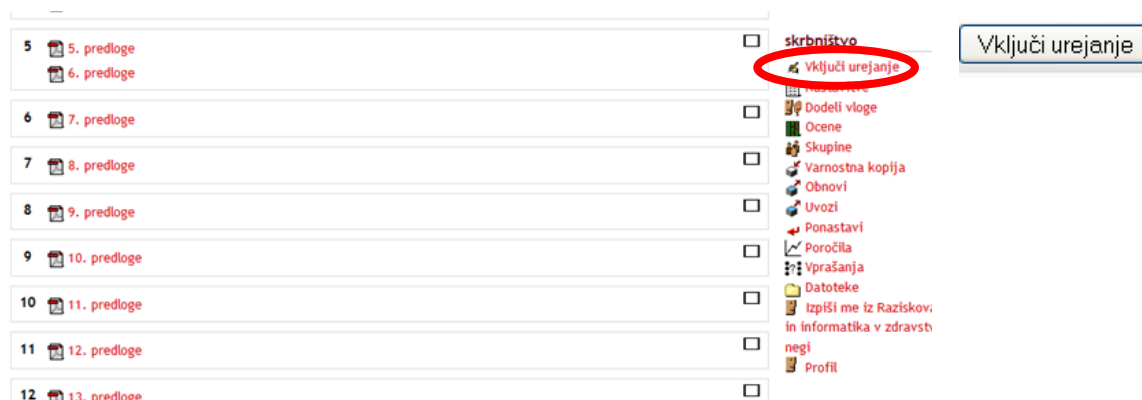 5 5. predloge
6. predloge
6 7. predloge
7 8. predloge
8 9. predloge
9 10. predloge
10 11. predloge
11 12. predloge
12 13. predloge
skrbništvo
Vključi urejanje
Nastavitve
Dodeli vloge
Ocene
Skupine
Varnostna kopija
Obnovi
Uvozi
Ponastavi
Poročila
Vprašanja
Datoteke
Izpiši me iz Raziskova
in informatika v zdravstv
negi
Profil
Vključi urejanje